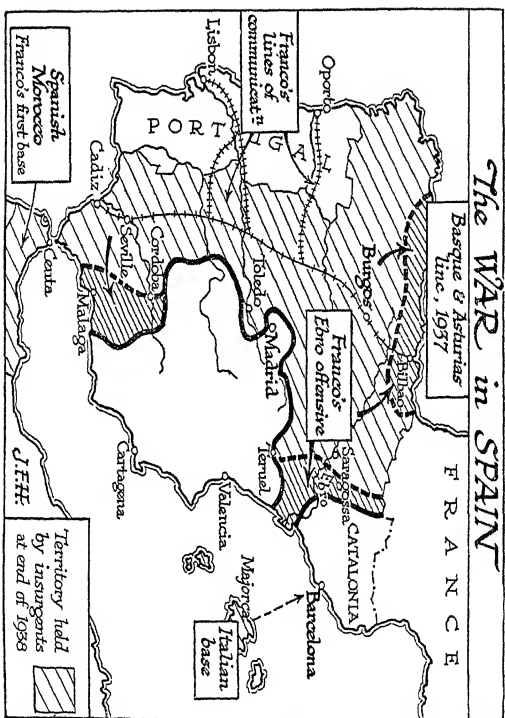 The WAR in SPAIN
Basque & Asturias
line, 1937
FRANCE
Franco's
lines of
communicatn
Oporto
Lisbon
PORTUGAL
Burgos
Bilbao
Franco's
Ebro offensive
Saragossa
Ebro
CATALONIA
Barcelona
Toledo
Madrid
Teruel
Valencia
Majorca
Italian
base
Spanish
Morocco
Franco's first base
Cadiz
Seville
Cordoba
Malaga
Ceuta
Cartagena
J.F.H.
Territory held
by insurgents
at end of 1938